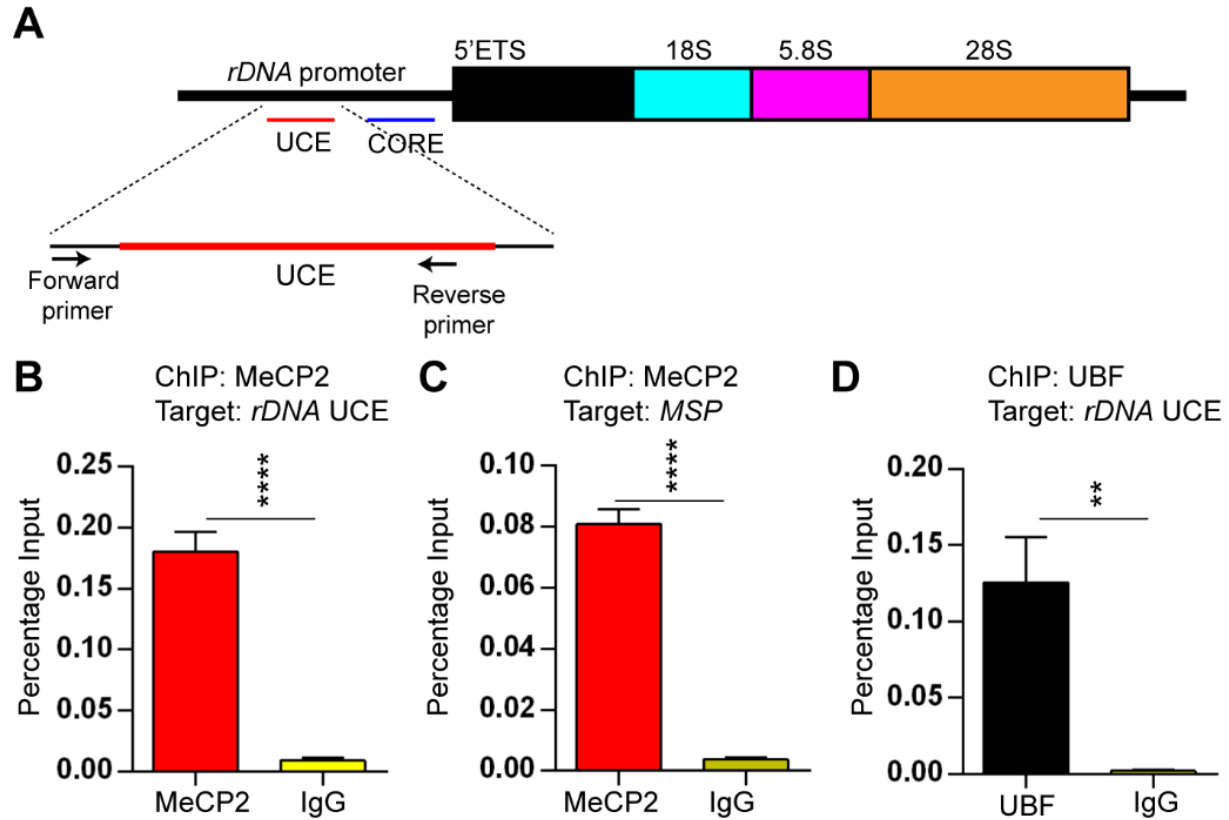 A
rDNA promoter
5'ETS
18S
5.8S
28S
UCE
CORE
UCE
Forward
primer
Reverse
primer
B
ChIP: MeCP2
Target: rDNA UCE
****
Percentage Input
0.25
0.20
0.15
0.10
0.05
0.00
MeCP2
IgG
C
ChIP: MeCP2
Target: MSP
****
Percentage Input
0.10
0.08
0.06
0.04
0.02
0.00
MeCP2
IgG
D
ChIP: UBF
Target: rDNA UCE
**
Percentage Input
0.20
0.15
0.10
0.05
0.00
UBF
IgG